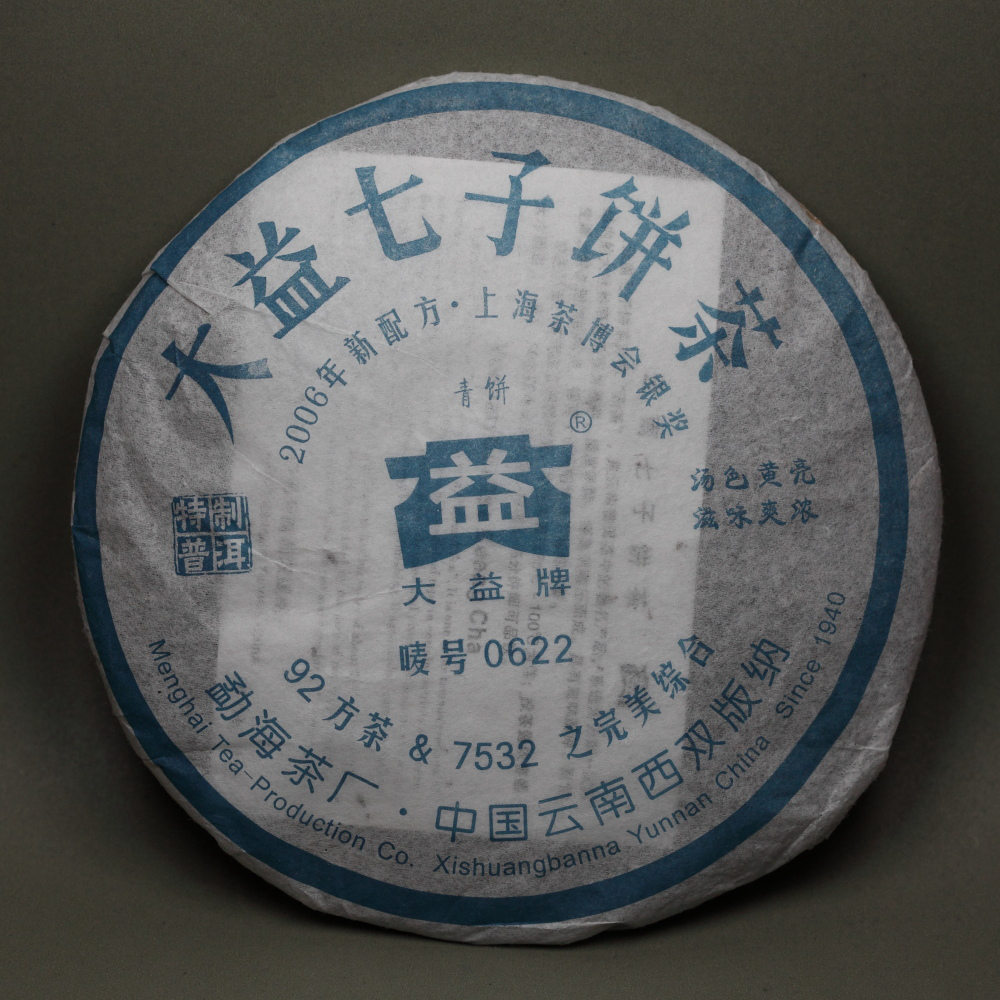 大益七子饼茶
2006年新配方·上海茶博会银奖
青饼
益
®
汤色黄亮
滋味爽浓
特制
普洱
大益牌
唛号0622
92方茶 & 7532 之完美综合
勐海茶厂·中国云南西双版纳
Menghai Tea-Production Co. Xishuangbanna Yunnan China since 1940